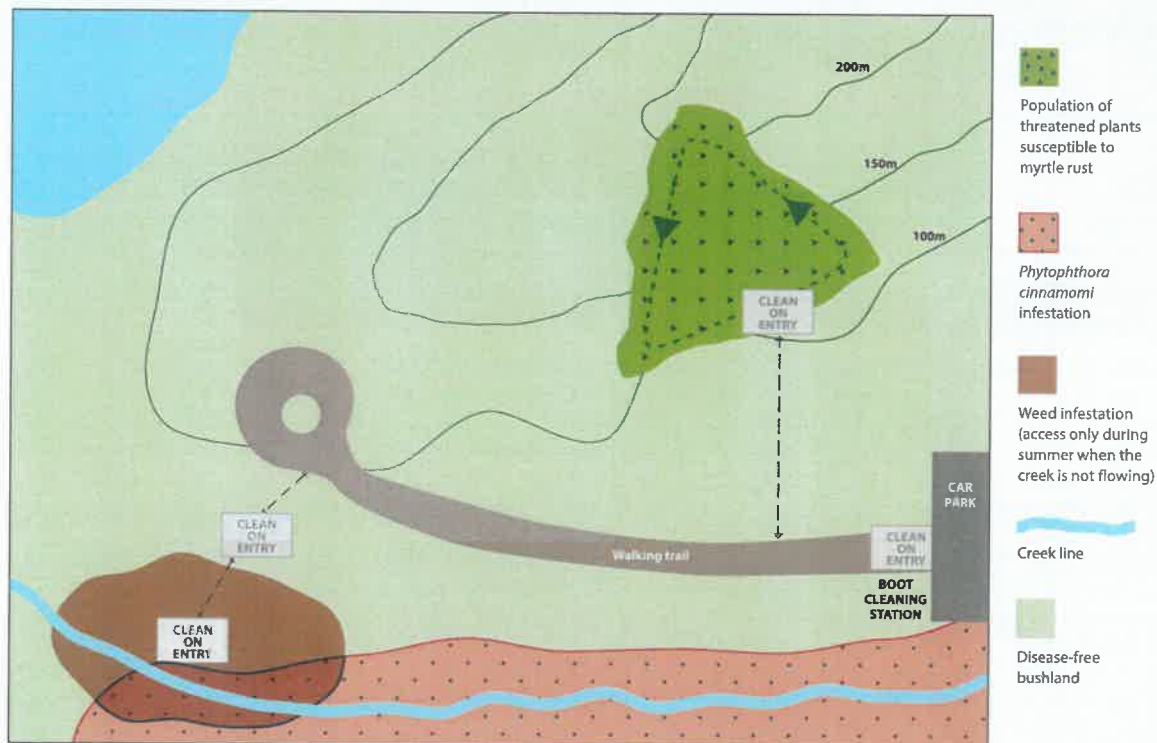 200m
150m
100m
CLEAN
ON
ENTRY
CLEAN
ON
ENTRY
CLEAN
ON
ENTRY
CLEAN
ON
ENTRY
Walking trail
BOOT
CLEANING
STATION
CAR
PARK
Population of
threatened plants
susceptible to
myrtle rust
Phytophthora
cinnamomi
infestation
Weed infestation
(access only during
summer when the
creek is not flowing)
Creek line
Disease-free
bushland